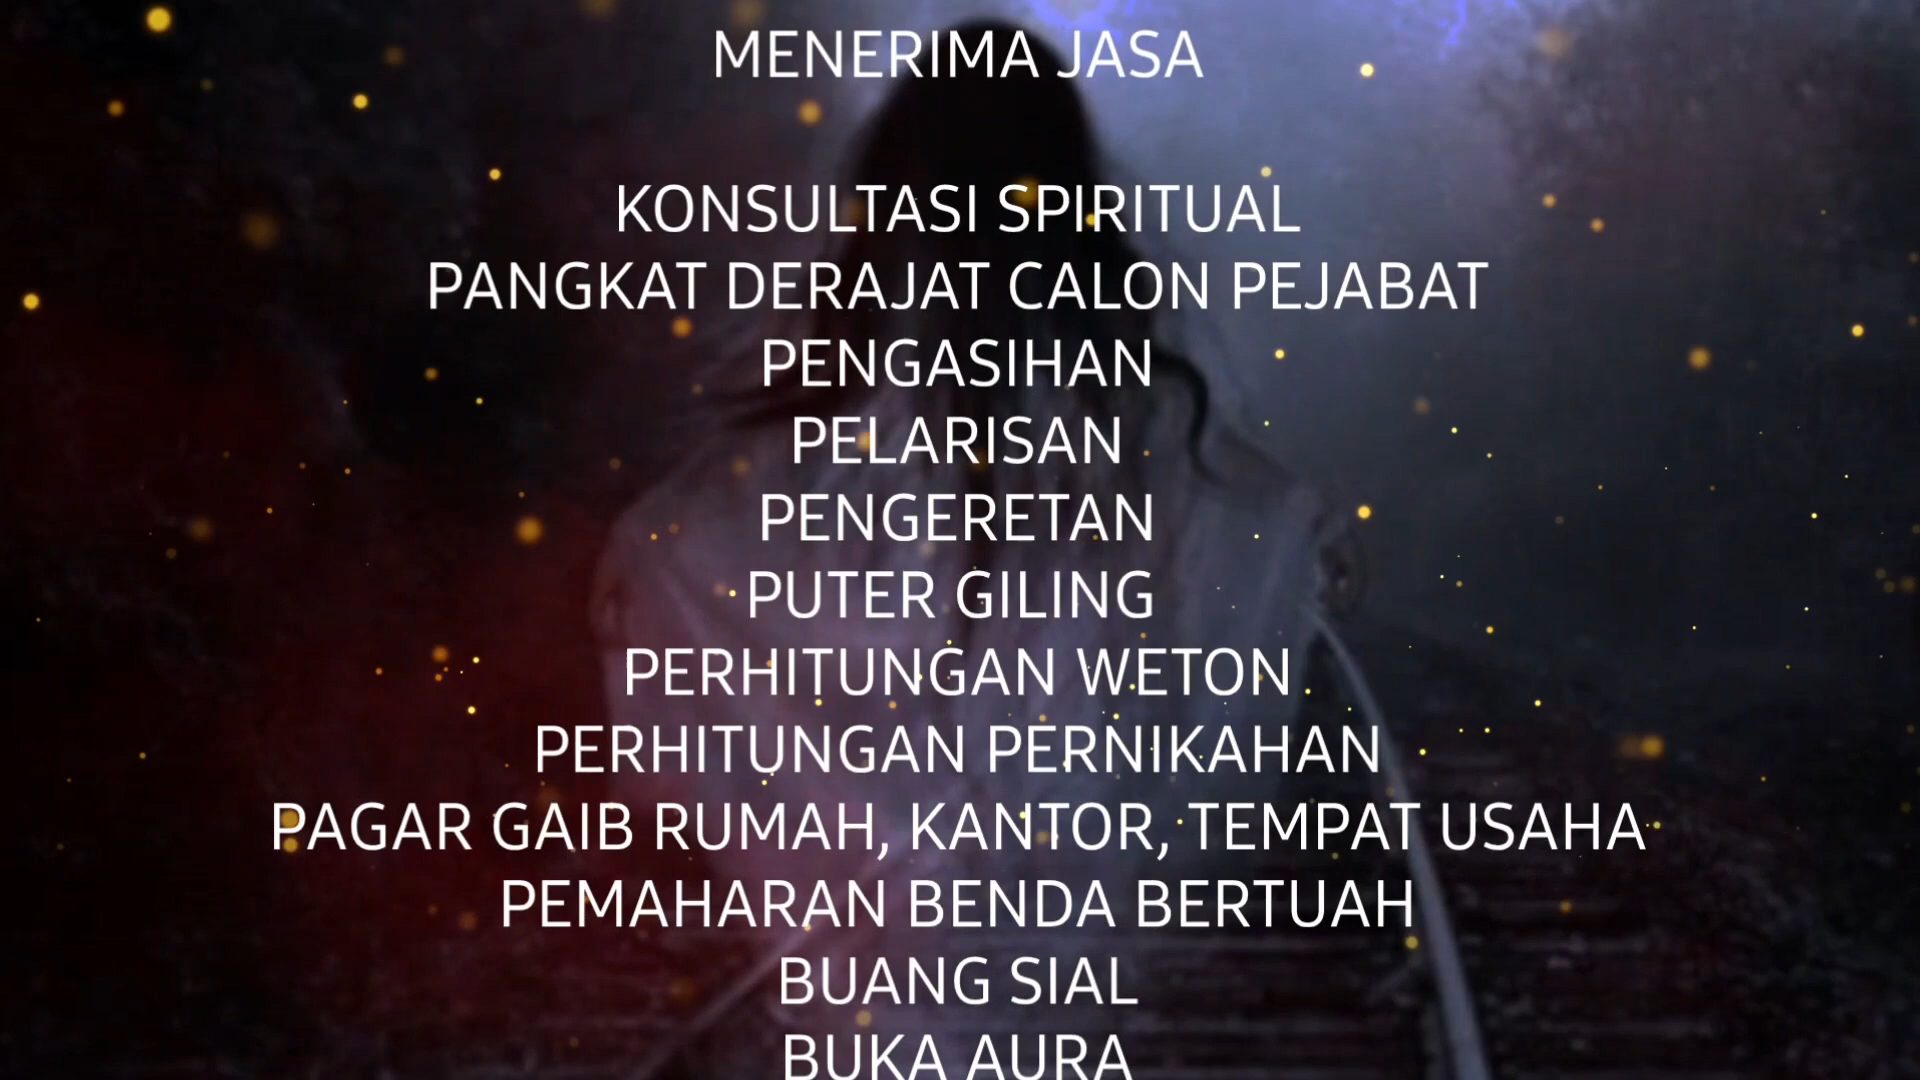 MENERIMA JASA
KONSULTASI SPIRITUAL
PANGKAT DERAJAT CALON PEJABAT
PENGASIHAN
PELARISAN
PENGERETAN
PUTER GILING
PERHITUNGAN WETON
PERHITUNGAN PERNIKAHAN
PAGAR GAIB RUMAH, KANTOR, TEMPAT USAHA
PEMAHARAN BENDA BERTUAH
BUANG SIAL
BUKA AURA